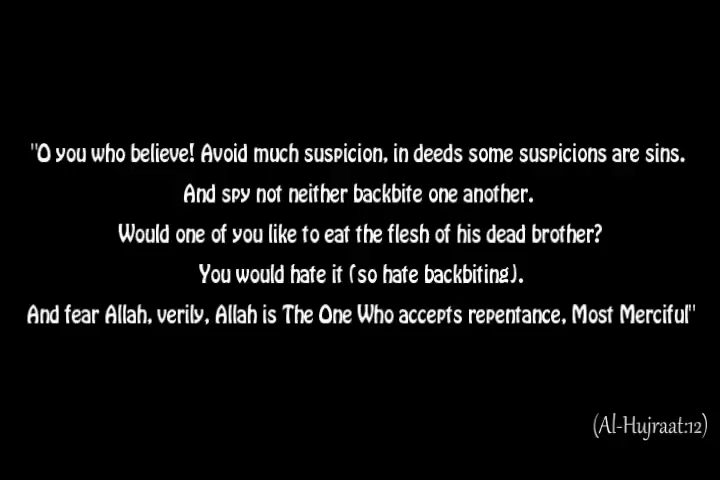 "O you who believe! Avoid much suspicion, in deeds some suspicions are sins.
And spy not neither backbite one another.
Would one of you like to eat the flesh of his dead brother?
You would hate it (so hate backbiting).
And fear Allah, verily, Allah is The One Who accepts repentance, Most Merciful"
(Al-Hujraat:12)